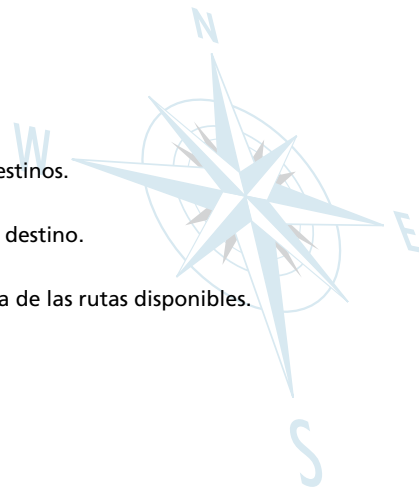 N
W
estinos.
E
destino.
a de las rutas disponibles.
S